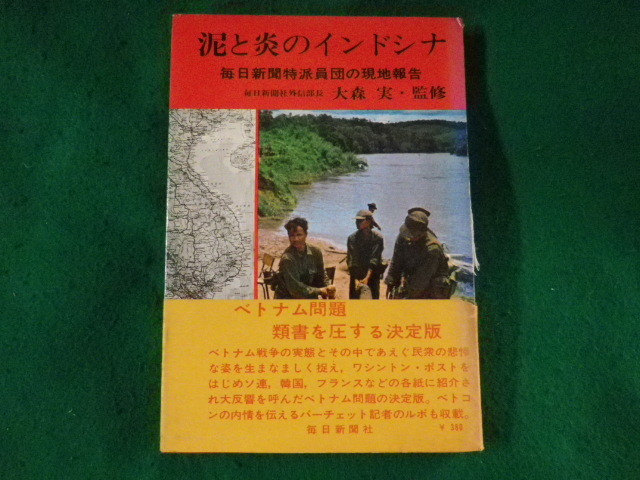 泥と炎のインドシナ
毎日新聞特派員団の現地報告
毎日新聞社外信部長 大森 実・監修
ベトナム問題
類書を圧する決定版
ベトナム戦争の実態とその中であえぐ民衆の悲惨
な姿を生まなましく捉え，ワシントン・ポストを
はじめソ連，韓国，フランスなどの各紙に紹介さ
れ大反響を呼んだベトナム問題の決定版。ベトコ
ンの内情を伝えるバーチェット記者のルポも収載。
毎日新聞社